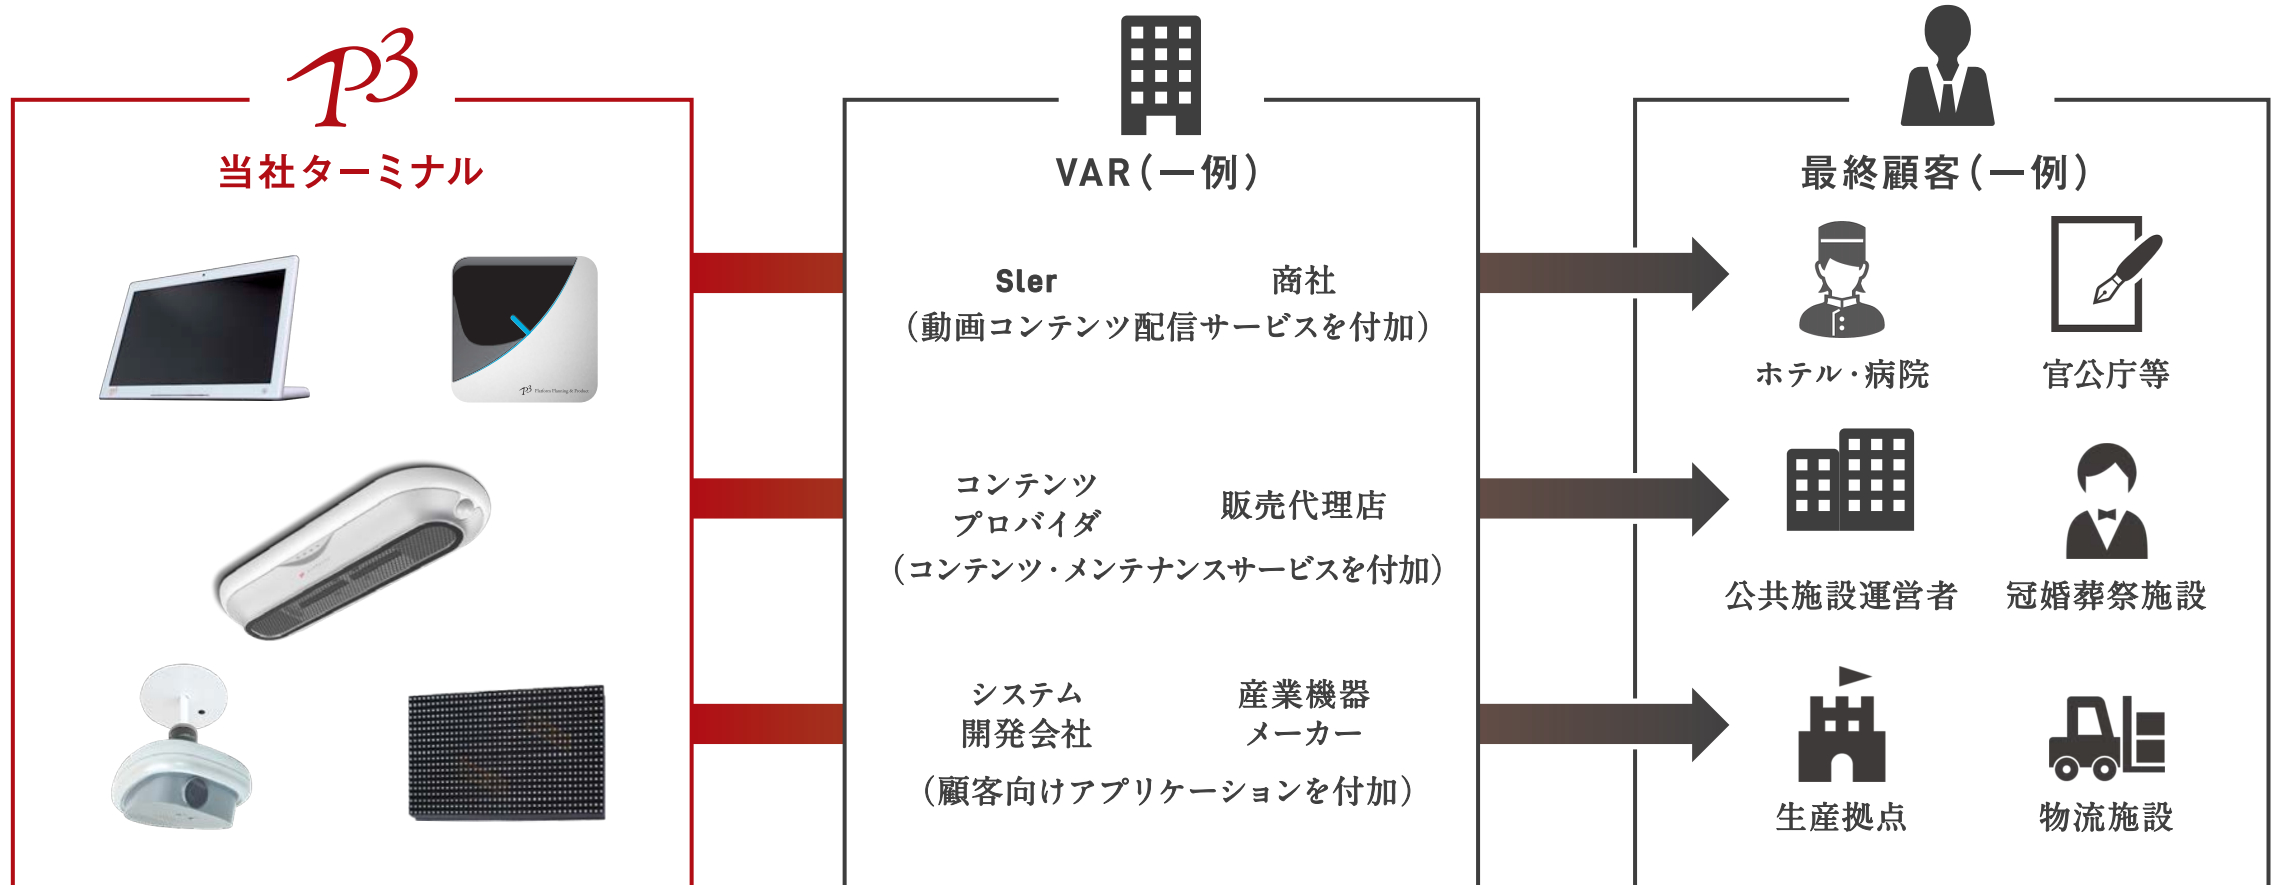 P3
当社ターミナル
P3 Platform Planning & Produce
VAR(一例)
SIer
商社
(動画コンテンツ配信サービスを付加)
コンテンツ
プロバイダ
販売代理店
(コンテンツ・メンテナンスサービスを付加)
システム
開発会社
産業機器
メーカー
(顧客向けアプリケーションを付加)
最終顧客(一例)
ホテル・病院
官公庁等
公共施設運営者
冠婚葬祭施設
生産拠点
物流施設